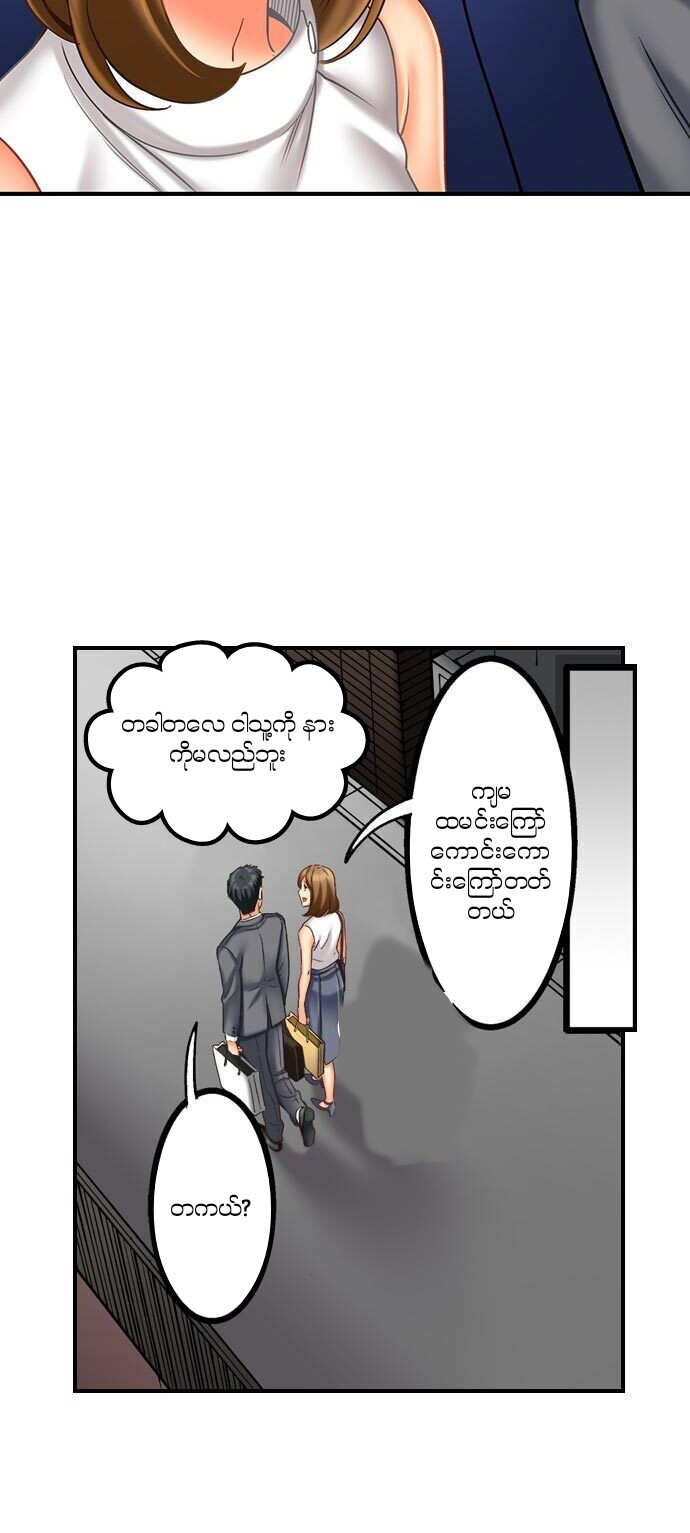 တခါတလေ ငါသူ့ကို နား
ကိုမလည်ဘူး
ကျမ
ထမင်းကြော်
ကောင်းကော
င်းကြော်တတ်
တယ်
တကယ်?